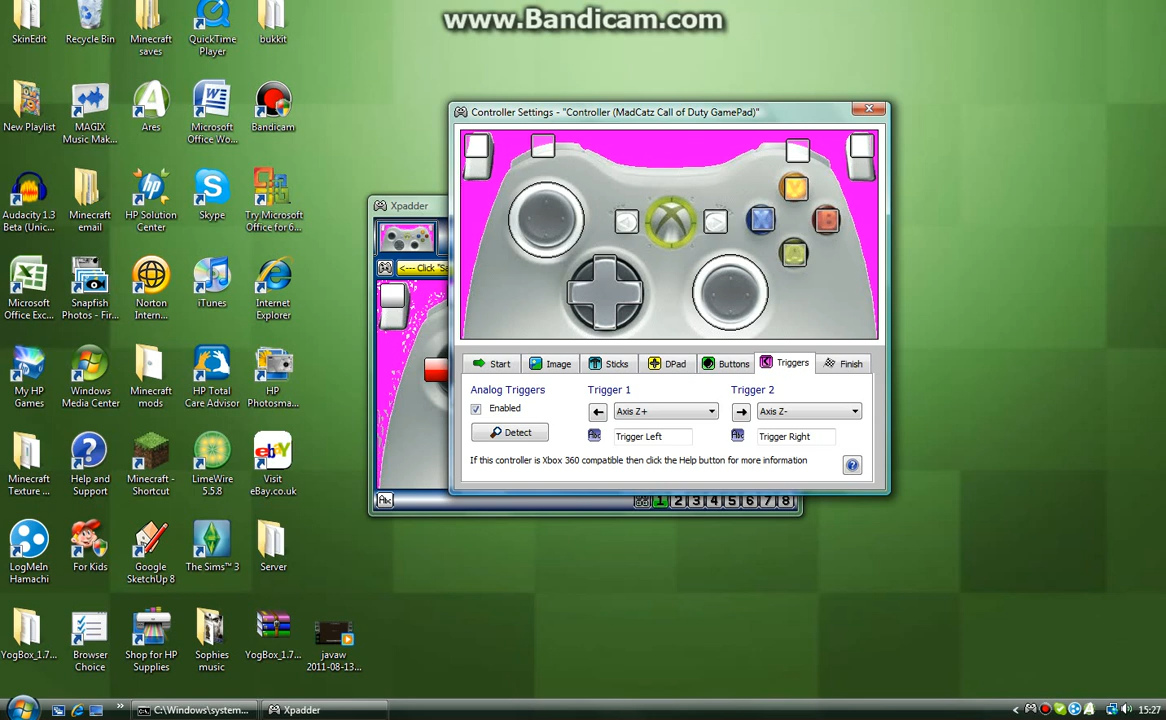 www.Bandicam.com
SkinEdit
Recycle Bin
Minecraft
saves
QuickTime
Player
bukkit
New Playlist
MAGIX
Music Mak...
Ares
Microsoft
Office Wo...
Bandicam
Audacity 1.3
Beta (Unic...
Minecraft
email
HP Solution
Center
Skype
Try Microsoft
Office for 6...
Microsoft
Office Exc...
Snapfish
Photos - Fir...
Norton
Intern...
iTunes
Internet
Explorer
My HP
Games
Windows
Media Center
Minecraft
mods
HP Total
Care Advisor
HP
Photosma...
Minecraft
Texture ...
Help and
Support
Minecraft -
Shortcut
LimeWire
5.5.8
Visit
eBay.co.uk
LogMeIn
Hamachi
For Kids
Google
SketchUp 8
The Sims™ 3
Server
YogBox_1.7...
Browser
Choice
Shop for HP
Supplies
Sophies
music
YogBox_1.7...
javaw
2011-08-13...
Xpadder
<--- Click "Sa
Abc
1 2 3 4 5 6 7 8
Controller Settings - "Controller (MadCatz Call of Duty GamePad)"
Y
X
B
A
Start
Image
Sticks
DPad
Buttons
Triggers
Finish
Analog Triggers
Trigger 1
Trigger 2
Enabled
Axis Z+
Axis Z-
Detect
Abc
Trigger Left
Abc
Trigger Right
If this controller is Xbox 360 compatible then click the Help button for more information
?
»
C:\Windows\system...
Xpadder
<
15:27